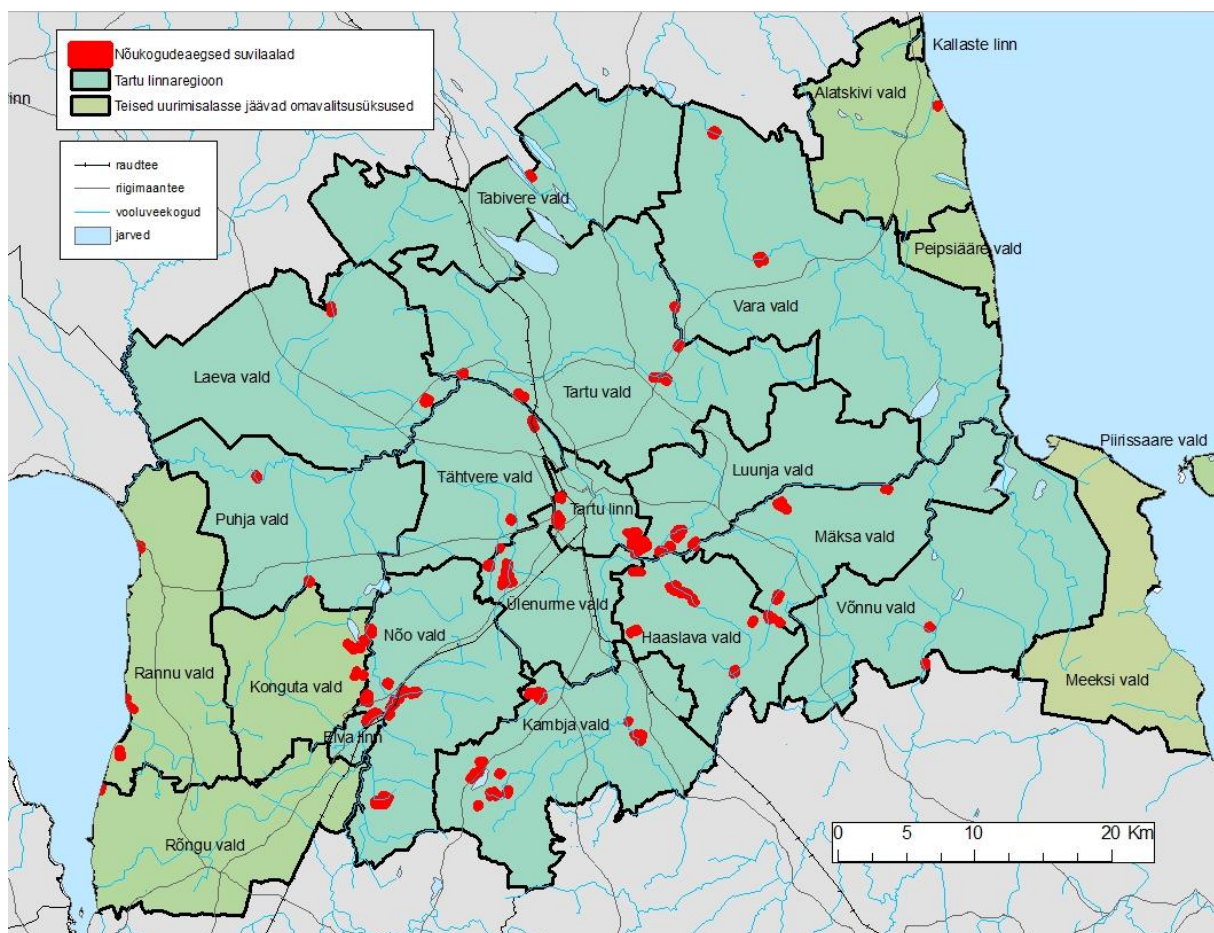 Nõukogudeaegsed suvilaalad
Tartu linnaregioon
Teised uurimisalasse jäävad omavalitsusüksused
raudtee
riigimaantee
vooluveekogud
jarved
inn
Kallaste linn
Alatskivi vald
Tabivere vald
Peipsiääre vald
Vara vald
Laeva vald
Tartu vald
Piirissaare vald
Luunja vald
Tähtvere vald
Tartu linn
Puhja vald
Mäksa vald
Ülenurme vald
Võnnu vald
Nõo vald
Haaslava vald
Rannu vald
Konguta vald
Meeksi vald
Kambja vald
Elva linn
Rõngu vald
0 5 10 20 Km